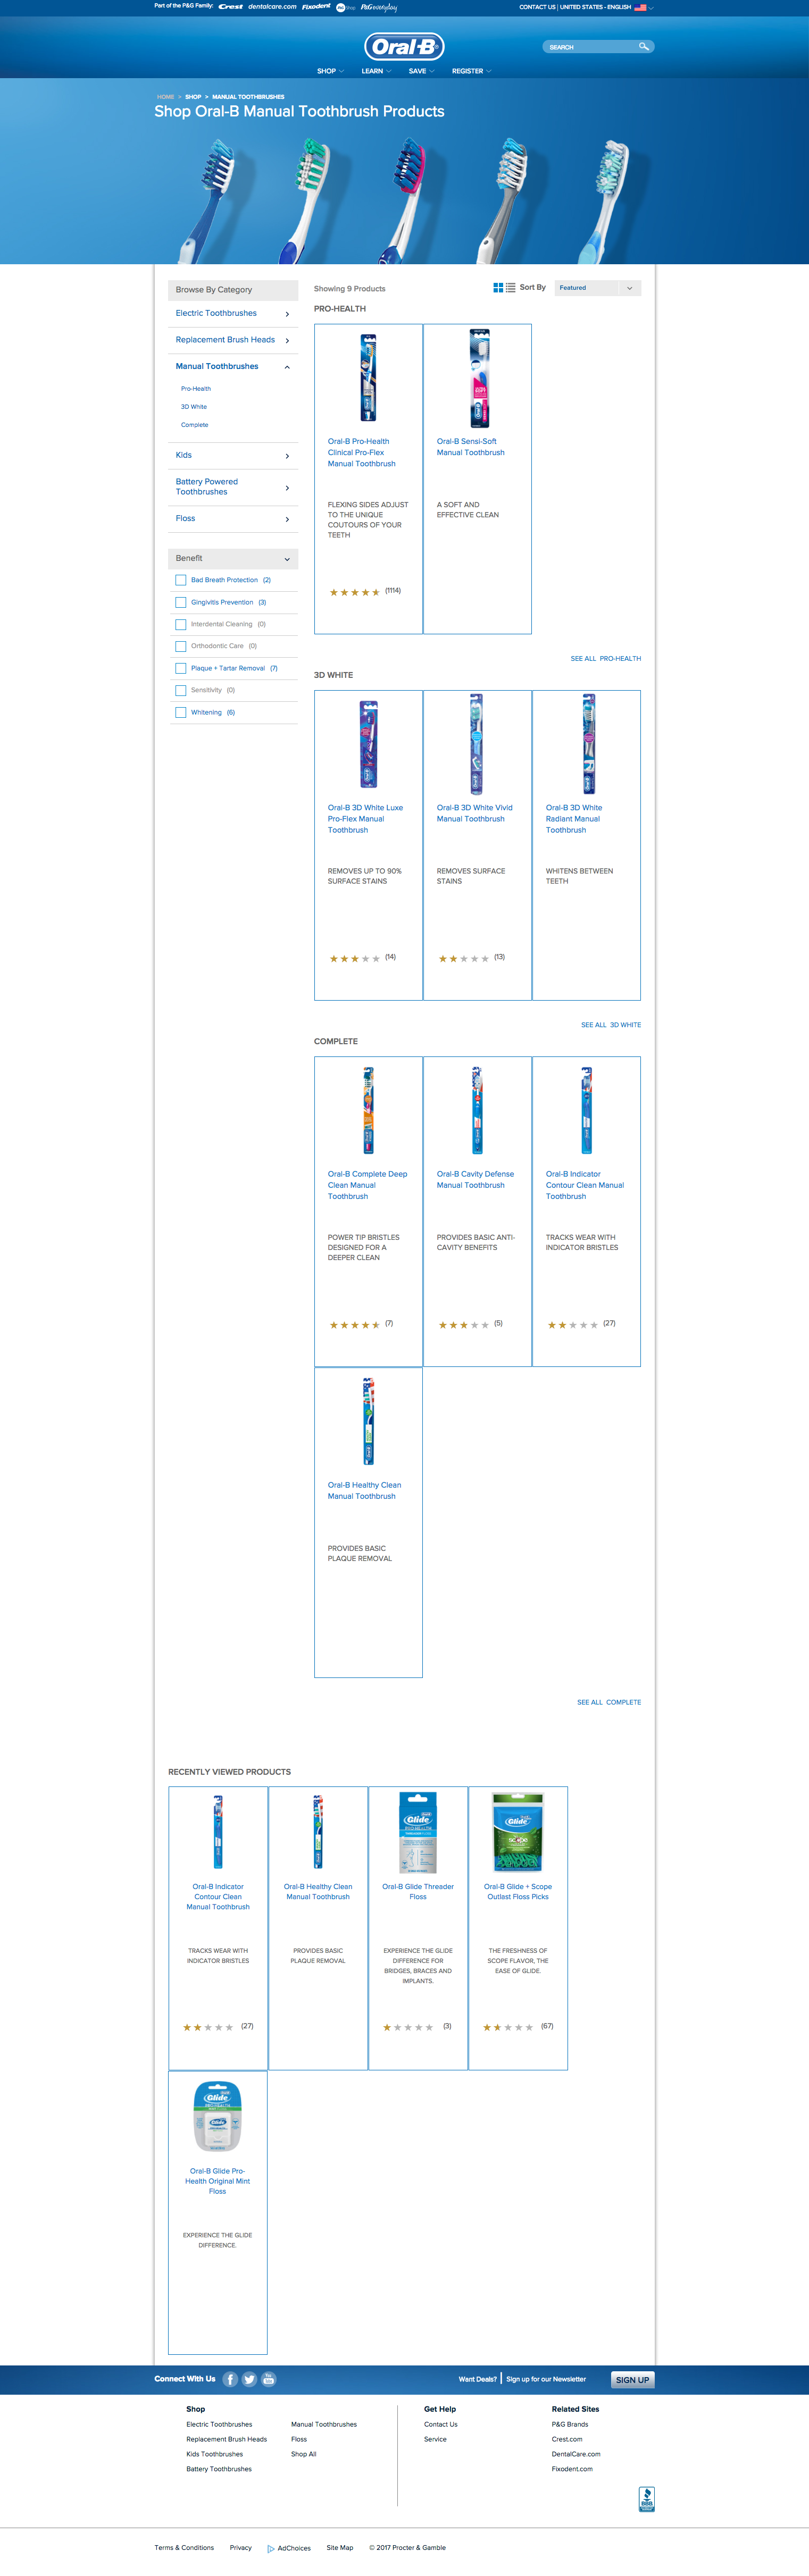 Part of the P&G Family: Crest dentalcare.com Fixodent P&G Shop P&Geveryday
CONTACT US | UNITED STATES - ENGLISH
Oral-B
SEARCH
SHOP LEARN SAVE REGISTER
HOME > SHOP > MANUAL TOOTHBRUSHES
Shop Oral-B Manual Toothbrush Products
Browse By Category
Electric Toothbrushes
Replacement Brush Heads
Manual Toothbrushes
Pro-Health
3D White
Complete
Kids
Battery Powered
Toothbrushes
Floss
Benefit
Bad Breath Protection (2)
Gingivitis Prevention (3)
Interdental Cleaning (0)
Orthodontic Care (0)
Plaque + Tartar Removal (7)
Sensitivity (0)
Whitening (6)
Showing 9 Products
Sort By
Featured
PRO-HEALTH
Oral-B Pro-Health
Clinical Pro-Flex
Manual Toothbrush
FLEXING SIDES ADJUST
TO THE UNIQUE
COUTOURS OF YOUR
TEETH
(1114)
Oral-B Sensi-Soft
Manual Toothbrush
A SOFT AND
EFFECTIVE CLEAN
SEE ALL PRO-HEALTH
3D WHITE
Oral-B 3D White Luxe
Pro-Flex Manual
Toothbrush
REMOVES UP TO 90%
SURFACE STAINS
(14)
Oral-B 3D White Vivid
Manual Toothbrush
REMOVES SURFACE
STAINS
(13)
Oral-B 3D White
Radiant Manual
Toothbrush
WHITENS BETWEEN
TEETH
SEE ALL 3D WHITE
COMPLETE
Oral-B Complete Deep
Clean Manual
Toothbrush
POWER TIP BRISTLES
DESIGNED FOR A
DEEPER CLEAN
(7)
Oral-B Cavity Defense
Manual Toothbrush
PROVIDES BASIC ANTI-
CAVITY BENEFITS
(5)
Oral-B Indicator
Contour Clean Manual
Toothbrush
TRACKS WEAR WITH
INDICATOR BRISTLES
(27)
Oral-B Healthy Clean
Manual Toothbrush
PROVIDES BASIC
PLAQUE REMOVAL
SEE ALL COMPLETE
RECENTLY VIEWED PRODUCTS
Oral-B Indicator
Contour Clean
Manual Toothbrush
TRACKS WEAR WITH
INDICATOR BRISTLES
(27)
Oral-B Healthy Clean
Manual Toothbrush
PROVIDES BASIC
PLAQUE REMOVAL
Glide
Oral-B Glide Threader
Floss
EXPERIENCE THE GLIDE
DIFFERENCE FOR
BRIDGES, BRACES AND
IMPLANTS.
(3)
Glide
scope
Oral-B Glide + Scope
Outlast Floss Picks
THE FRESHNESS OF
SCOPE FLAVOR, THE
EASE OF GLIDE.
(67)
Glide
Glide
Oral-B Glide Pro-
Health Original Mint
Floss
EXPERIENCE THE GLIDE
DIFFERENCE.
Connect With Us
Want Deals? | Sign up for our Newsletter
SIGN UP
Shop
Electric Toothbrushes
Replacement Brush Heads
Kids Toothbrushes
Battery Toothbrushes
Manual Toothbrushes
Floss
Shop All
Get Help
Contact Us
Service
Related Sites
P&G Brands
Crest.com
DentalCare.com
Fixodent.com
BBB
Terms & Conditions Privacy AdChoices Site Map © 2017 Procter & Gamble